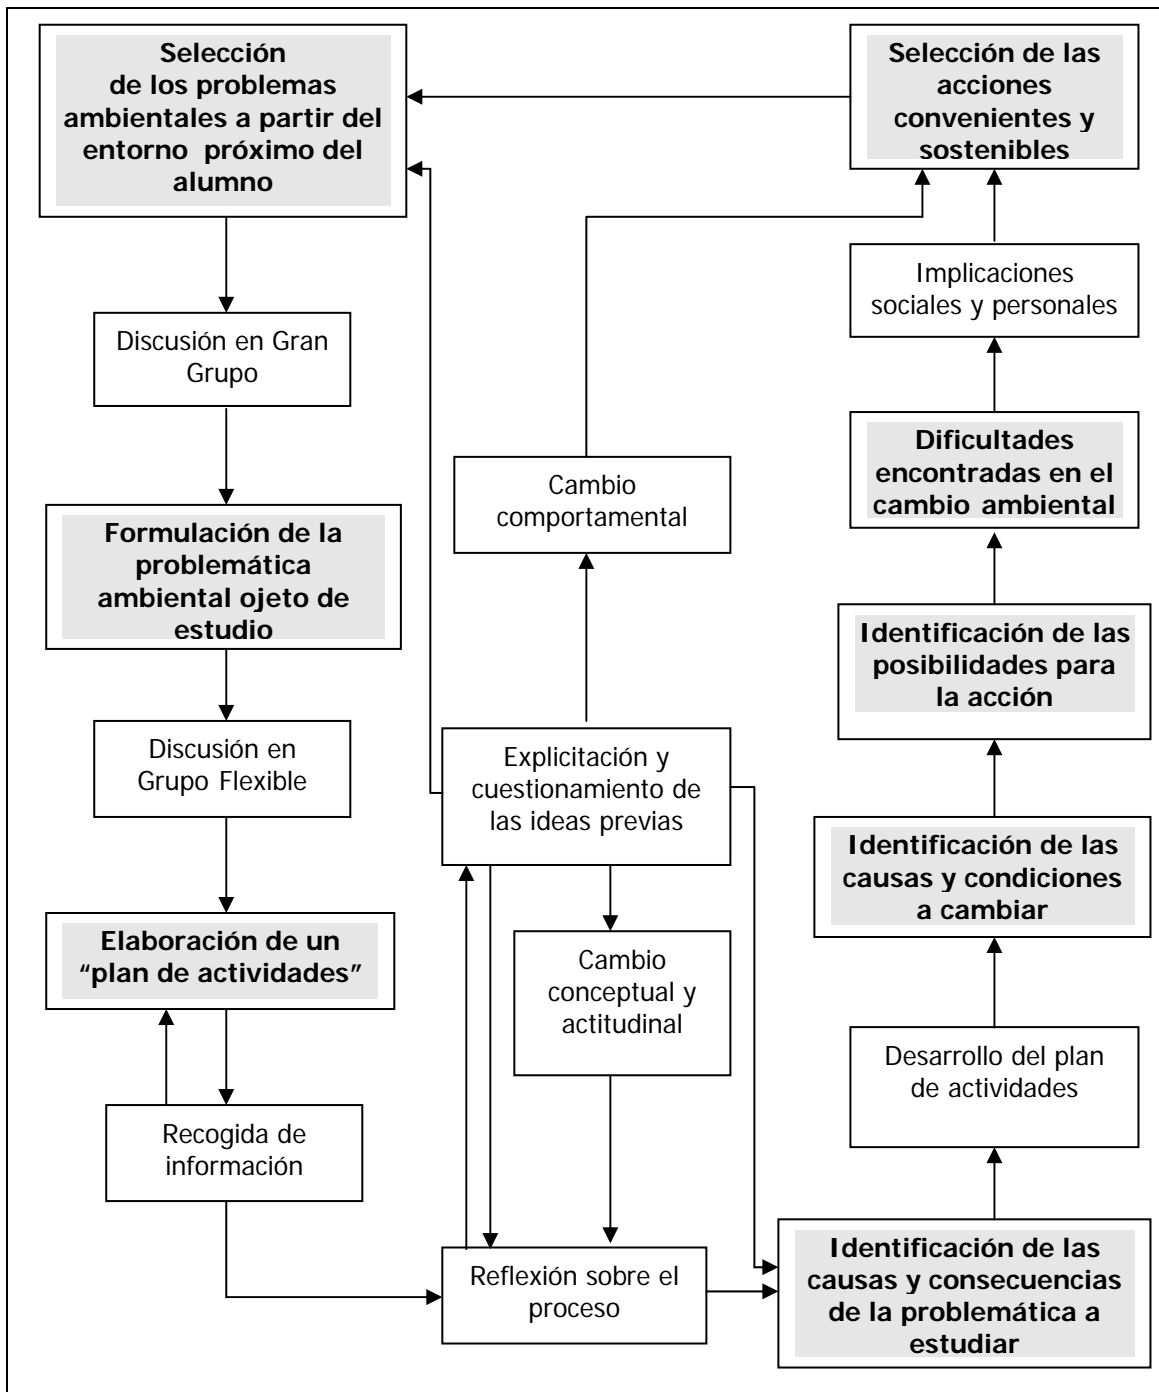 Selección
de los problemas
ambientales a partir del
entorno próximo del
alumno
Discusión en Gran
Grupo
Formulación de la
problemática
ambiental ojeto de
estudio
Discusión en
Grupo Flexible
Elaboración de un
“plan de actividades”
Recogida de
información
Cambio
comportamental
Explicitación y
cuestionamiento de
las ideas previas
Cambio
conceptual y
actitudinal
Reflexión sobre el
proceso
Selección de las
acciones
convenientes y
sostenibles
Implicaciones
sociales y personales
Dificultades
encontradas en el
cambio ambiental
Identificación de las
posibilidades para
la acción
Identificación de las
causas y condiciones
a cambiar
Desarrollo del plan
de actividades
Identificación de las
causas y consecuencias
de la problemática a
estudiar